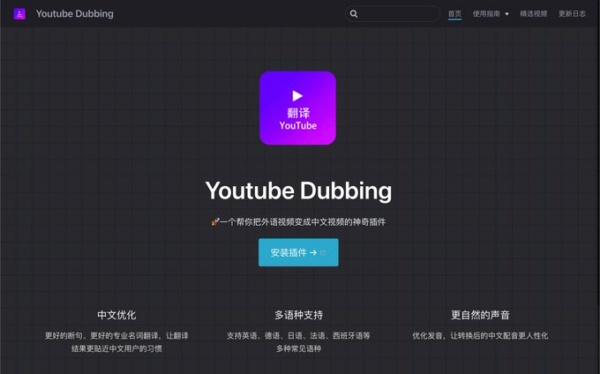 Youtube Dubbing
首页 使用指南 精选视频 更新日志
翻译
YouTube
Youtube Dubbing
🚀一个帮你把外语视频变成中文视频的神奇插件
安装插件 →
中文优化
更好的断句，更好的专业名词翻译，让翻译
结果更贴近中文用户的习惯
多语种支持
支持英语、德语、日语、法语、西班牙语等
多种常见语种
更自然的声音
优化发音，让转换后的中文配音更人性化